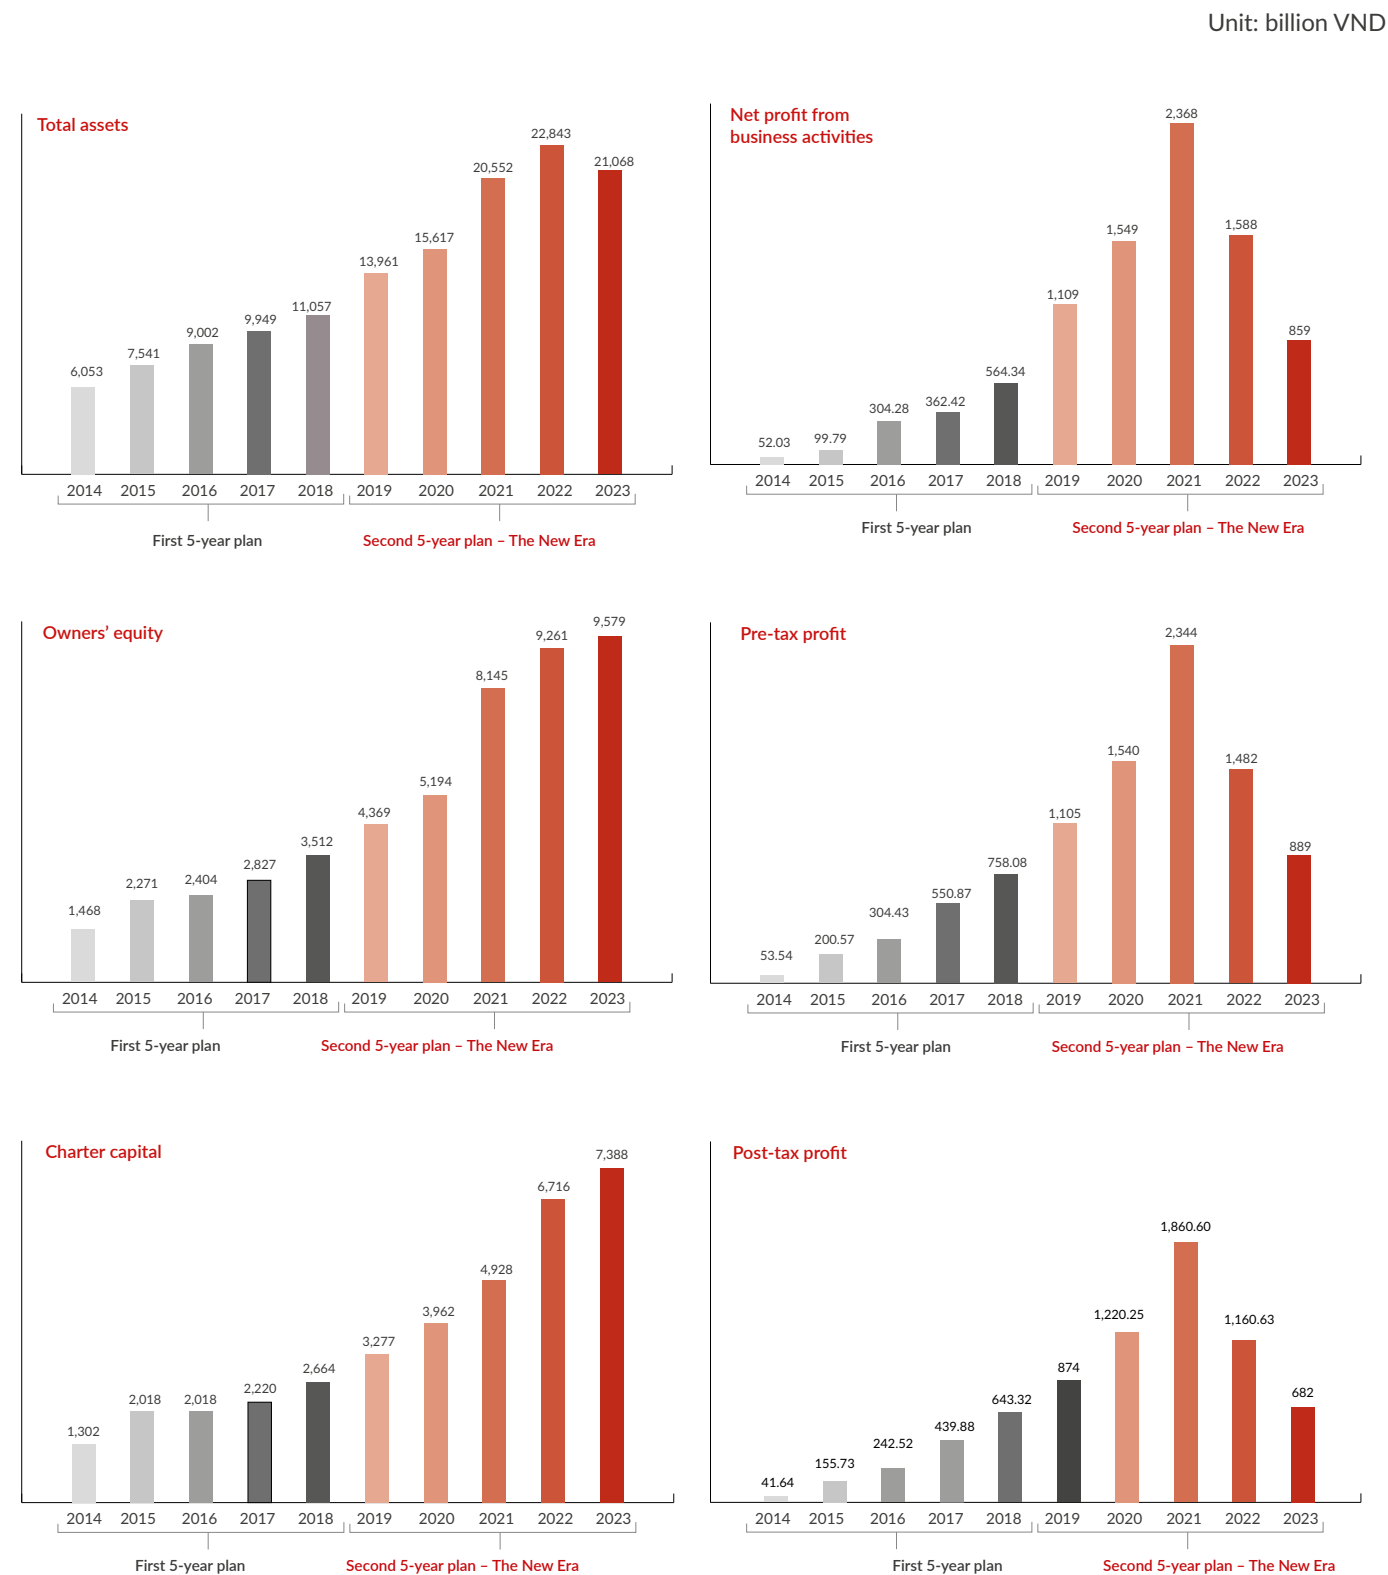 Unit: billion VND
Total assets
22,843
21,068
20,552
15,617
13,961
11,057
9,949
9,002
7,541
6,053
2014 2015 2016 2017 2018 2019 2020 2021 2022 2023
First 5-year plan
Second 5-year plan – The New Era
Net profit from
business activities
2,368
1,588
1,549
1,109
859
564.34
362.42
304.28
99.79
52.03
2014 2015 2016 2017 2018 2019 2020 2021 2022 2023
First 5-year plan
Second 5-year plan – The New Era
Owners’ equity
9,579
9,261
8,145
5,194
4,369
3,512
2,827
2,404
2,271
1,468
2014 2015 2016 2017 2018 2019 2020 2021 2022 2023
First 5-year plan
Second 5-year plan – The New Era
Pre-tax profit
2,344
1,540
1,482
1,105
889
758.08
550.87
304.43
200.57
53.54
2014 2015 2016 2017 2018 2019 2020 2021 2022 2023
First 5-year plan
Second 5-year plan – The New Era
Charter capital
7,388
6,716
4,928
3,962
3,277
2,664
2,220
2,018
2,018
1,302
2014 2015 2016 2017 2018 2019 2020 2021 2022 2023
First 5-year plan
Second 5-year plan – The New Era
Post-tax profit
1,860.60
1,220.25
1,160.63
874
682
643.32
439.88
242.52
155.73
41.64
2014 2015 2016 2017 2018 2019 2020 2021 2022 2023
First 5-year plan
Second 5-year plan – The New Era